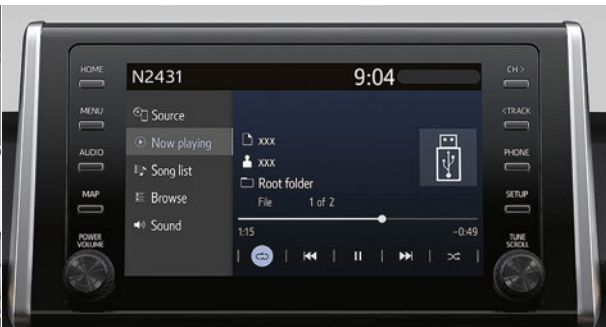 HOME
MENU
AUDIO
MAP
POWER
VOLUME
N2431
9:04
Source
Now playing
Song list
Browse
Sound
xxx
xxx
Root folder
File 1 of 2
1:15
-0:49
CH >
<TRACK
PHONE
SETUP
TUNE
SCROLL